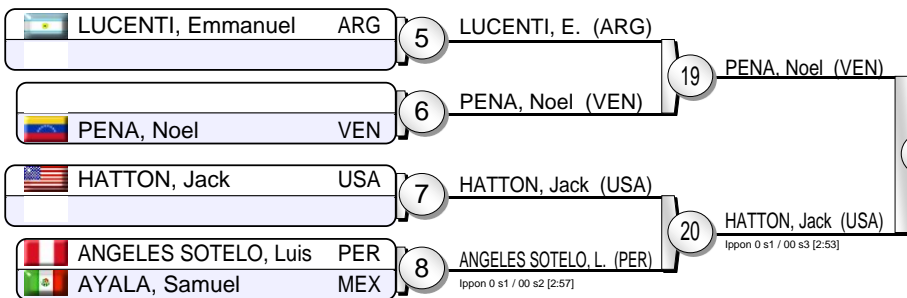 LUCENTI, Emmanuel ARG
5
LUCENTI, E. (ARG)
19
PENA, Noel (VEN)
6
PENA, Noel (VEN)
PENA, Noel VEN
HATTON, Jack USA
7
HATTON, Jack (USA)
20
HATTON, Jack (USA)
Ippon 0 s1 / 00 s3 [2:53]
ANGELES SOTELO, Luis PER
8
ANGELES SOTELO, L. (PER)
AYALA, Samuel MEX
Ippon 0 s1 / 00 s2 [2:57]